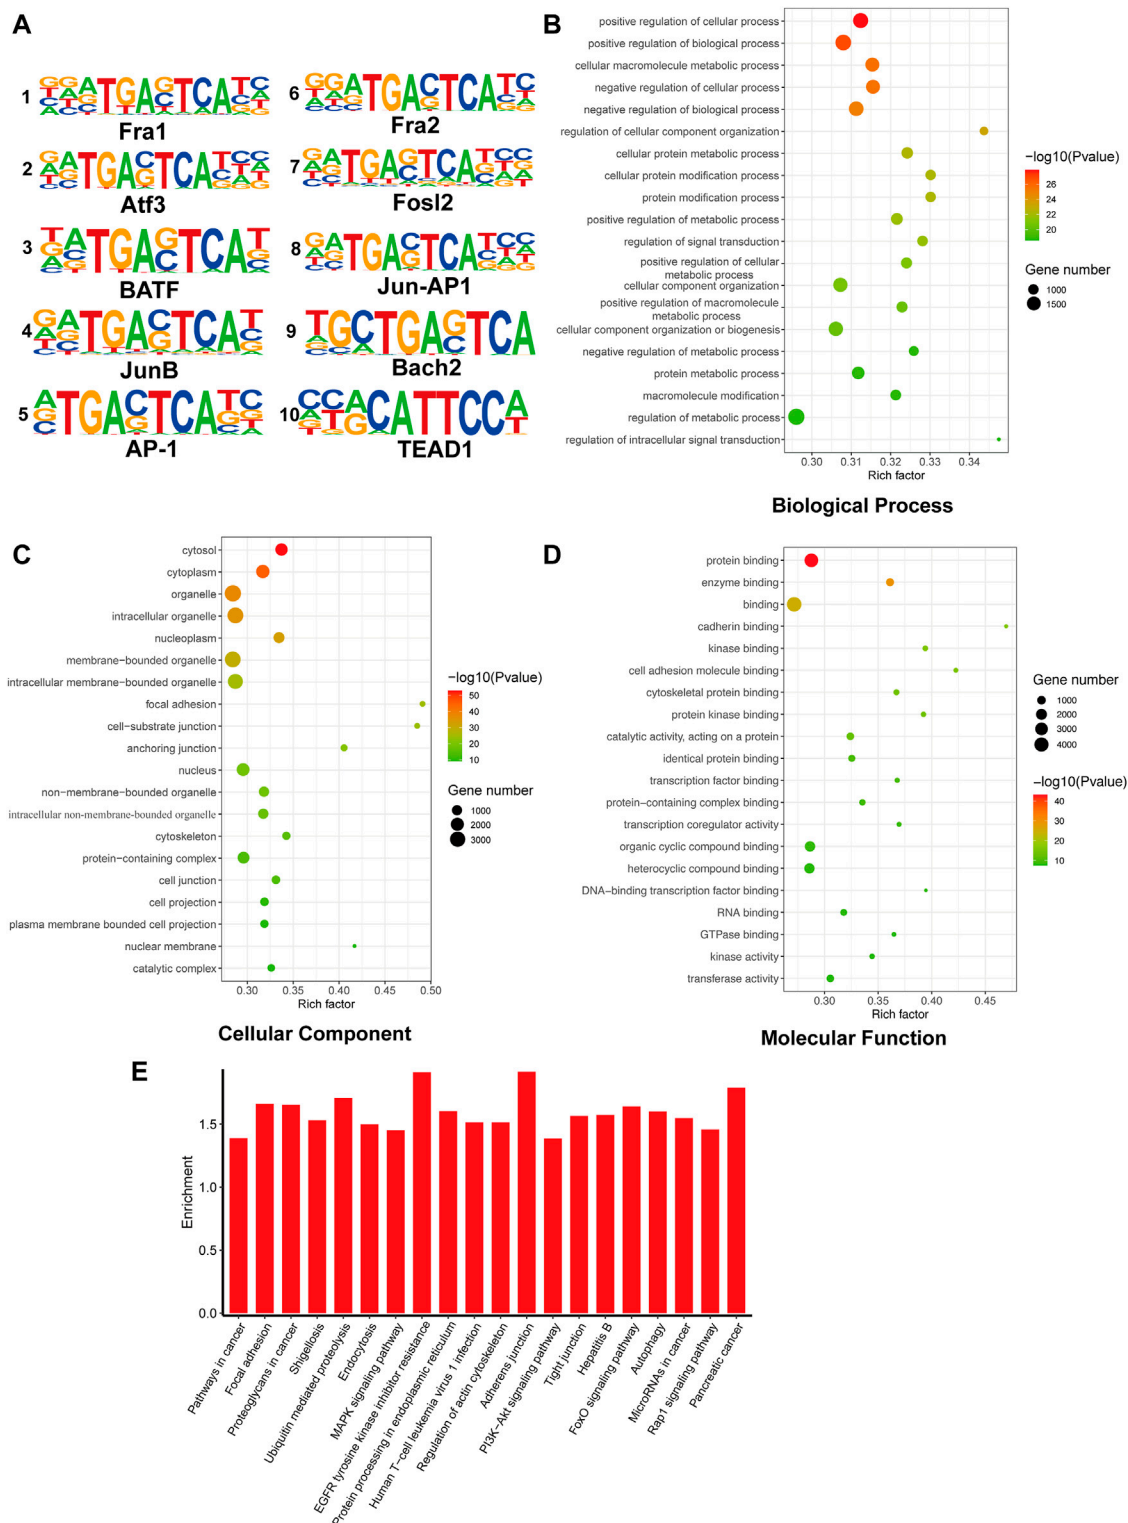 A
1
Fra1
2
Atf3
3
BATF
4
JunB
5
AP-1
6
Fra2
7
Fosl2
8
Jun-AP1
9
Bach2
10
TEAD1
B
positive regulation of cellular process
positive regulation of biological process
cellular macromolecule metabolic process
negative regulation of cellular process
negative regulation of biological process
regulation of cellular component organization
cellular protein metabolic process
cellular protein modification process
protein modification process
positive regulation of metabolic process
regulation of signal transduction
positive regulation of cellular
metabolic process
cellular component organization
positive regulation of macromolecule
metabolic process
cellular component organization or biogenesis
negative regulation of metabolic process
protein metabolic process
macromolecule modification
regulation of metabolic process
regulation of intracellular signal transduction
0.30 0.31 0.32 0.33 0.34
Rich factor
−log10(Pvalue)
26
24
22
20
Gene number
1000
1500
Biological Process
C
cytosol
cytoplasm
organelle
intracellular organelle
nucleoplasm
membrane−bounded organelle
intracellular membrane−bounded organelle
focal adhesion
cell−substrate junction
anchoring junction
nucleus
non−membrane−bounded organelle
intracellular non−membrane−bounded organelle
cytoskeleton
protein−containing complex
cell junction
cell projection
plasma membrane bounded cell projection
nuclear membrane
catalytic complex
0.30 0.35 0.40 0.45 0.50
Rich factor
−log10(Pvalue)
50
40
30
20
10
Gene number
1000
2000
3000
Cellular Component
D
protein binding
enzyme binding
binding
cadherin binding
kinase binding
cell adhesion molecule binding
cytoskeletal protein binding
protein kinase binding
catalytic activity, acting on a protein
identical protein binding
transcription factor binding
protein−containing complex binding
transcription coregulator activity
organic cyclic compound binding
heterocyclic compound binding
DNA−binding transcription factor binding
RNA binding
GTPase binding
kinase activity
transferase activity
0.30 0.35 0.40 0.45
Rich factor
Gene number
1000
2000
3000
4000
−log10(Pvalue)
40
30
20
10
Molecular Function
E
Enrichment
1.5
1.0
0.5
0.0
Pathways in cancer
Focal adhesion
Proteoglycans in cancer
Shigellosis
Ubiquitin mediated proteolysis
Endocytosis
MAPK signaling pathway
EGFR tyrosine kinase inhibitor resistance
Protein processing in endoplasmic reticulum
Human T−cell leukemia virus 1 infection
Regulation of actin cytoskeleton
Adherens junction
PI3K−Akt signaling pathway
Tight junction
Hepatitis B
FoxO signaling pathway
Autophagy
MicroRNAs in cancer
Rap1 signaling pathway
Pancreatic cancer